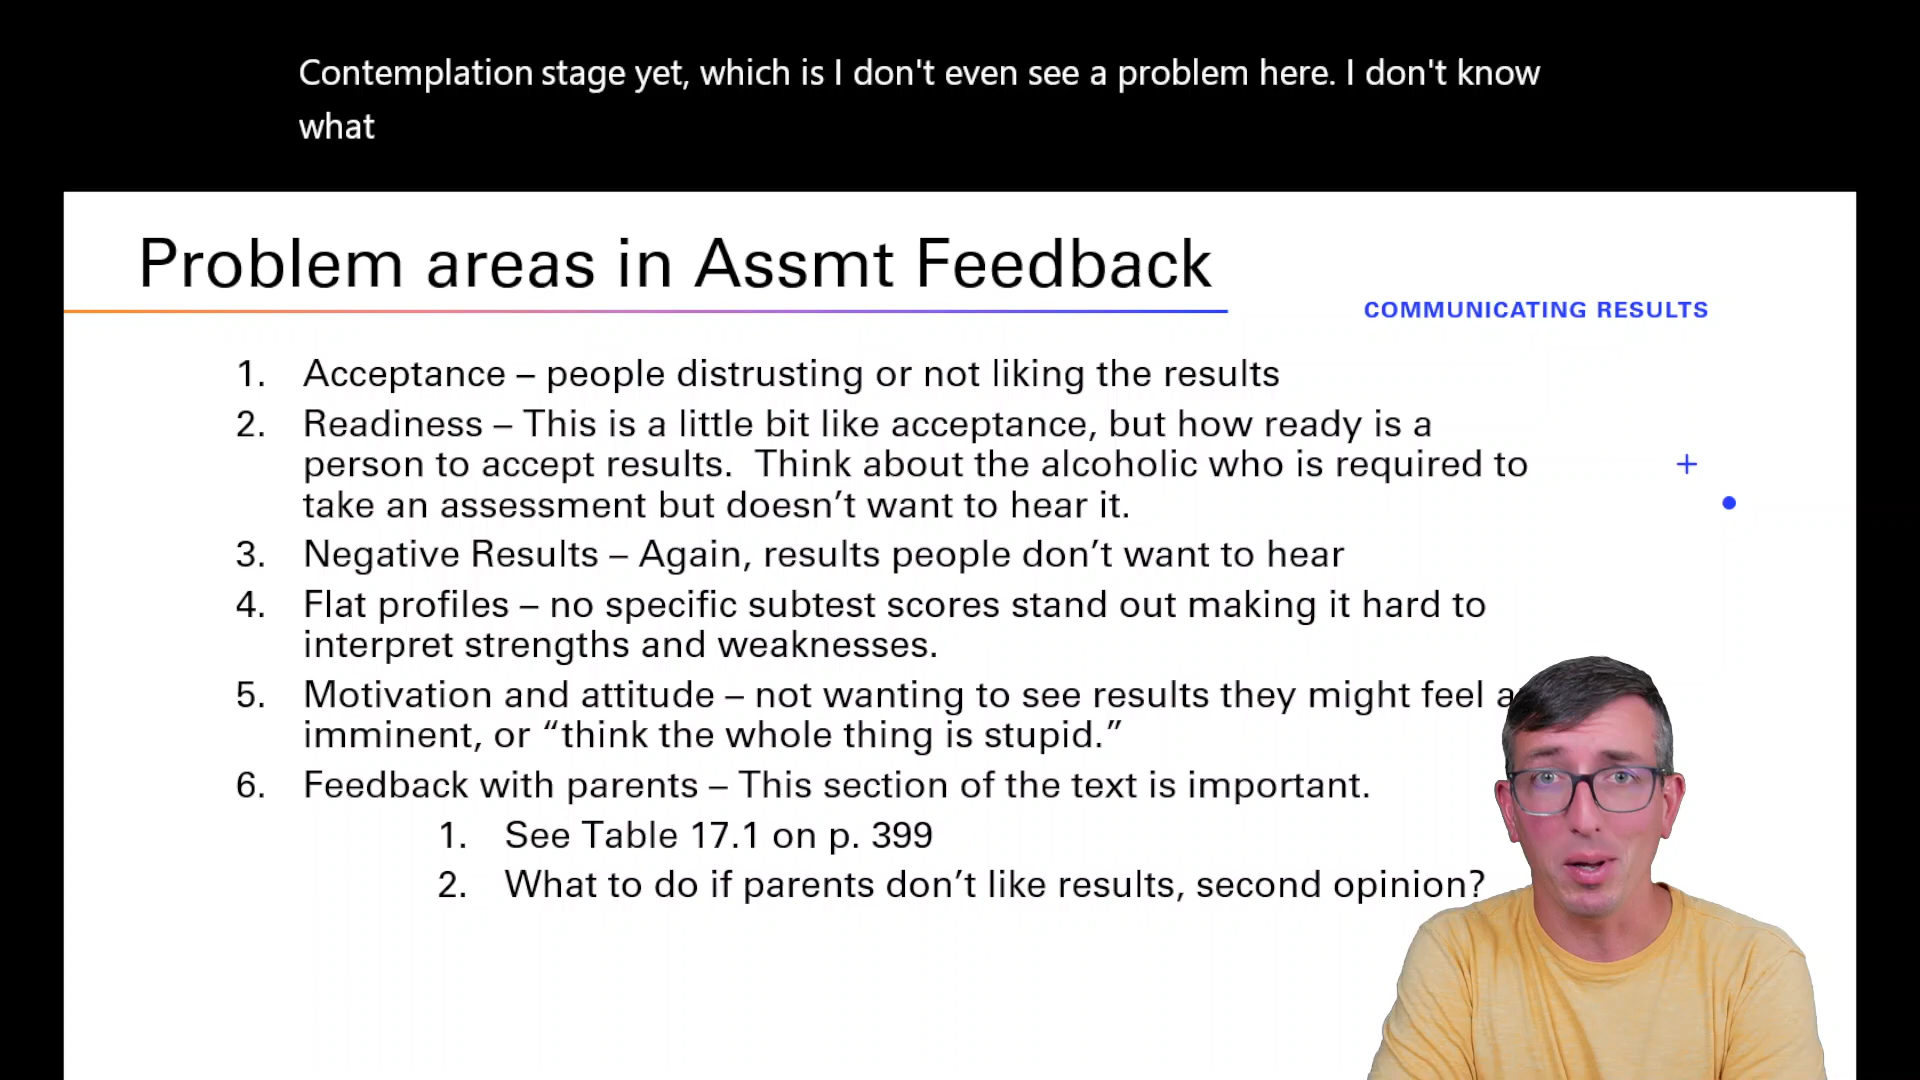 Contemplation stage yet, which is I don't even see a problem here. I don't know
what
Problem areas in Assmt Feedback
COMMUNICATING RESULTS
1. Acceptance – people distrusting or not liking the results
2. Readiness – This is a little bit like acceptance, but how ready is a
person to accept results. Think about the alcoholic who is required to
take an assessment but doesn’t want to hear it.
3. Negative Results – Again, results people don’t want to hear
4. Flat profiles – no specific subtest scores stand out making it hard to
interpret strengths and weaknesses.
5. Motivation and attitude – not wanting to see results they might feel
imminent, or “think the whole thing is stupid.”
6. Feedback with parents – This section of the text is important.
1. See Table 17.1 on p. 399
2. What to do if parents don’t like results, second opinion?